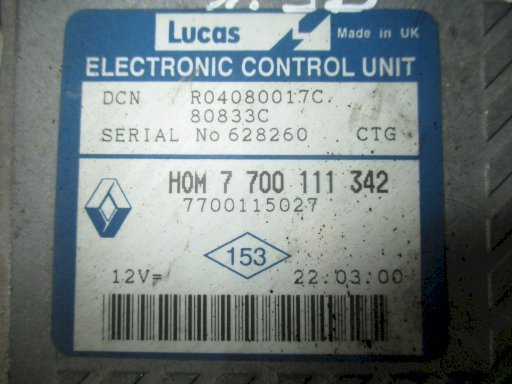 Lucas Made in UK
ELECTRONIC CONTROL UNIT
DCN R04080017C
80833C
SERIAL No 628260 CTG
HOM 7 700 111 342
7700115027
153
12V= 22.03.00